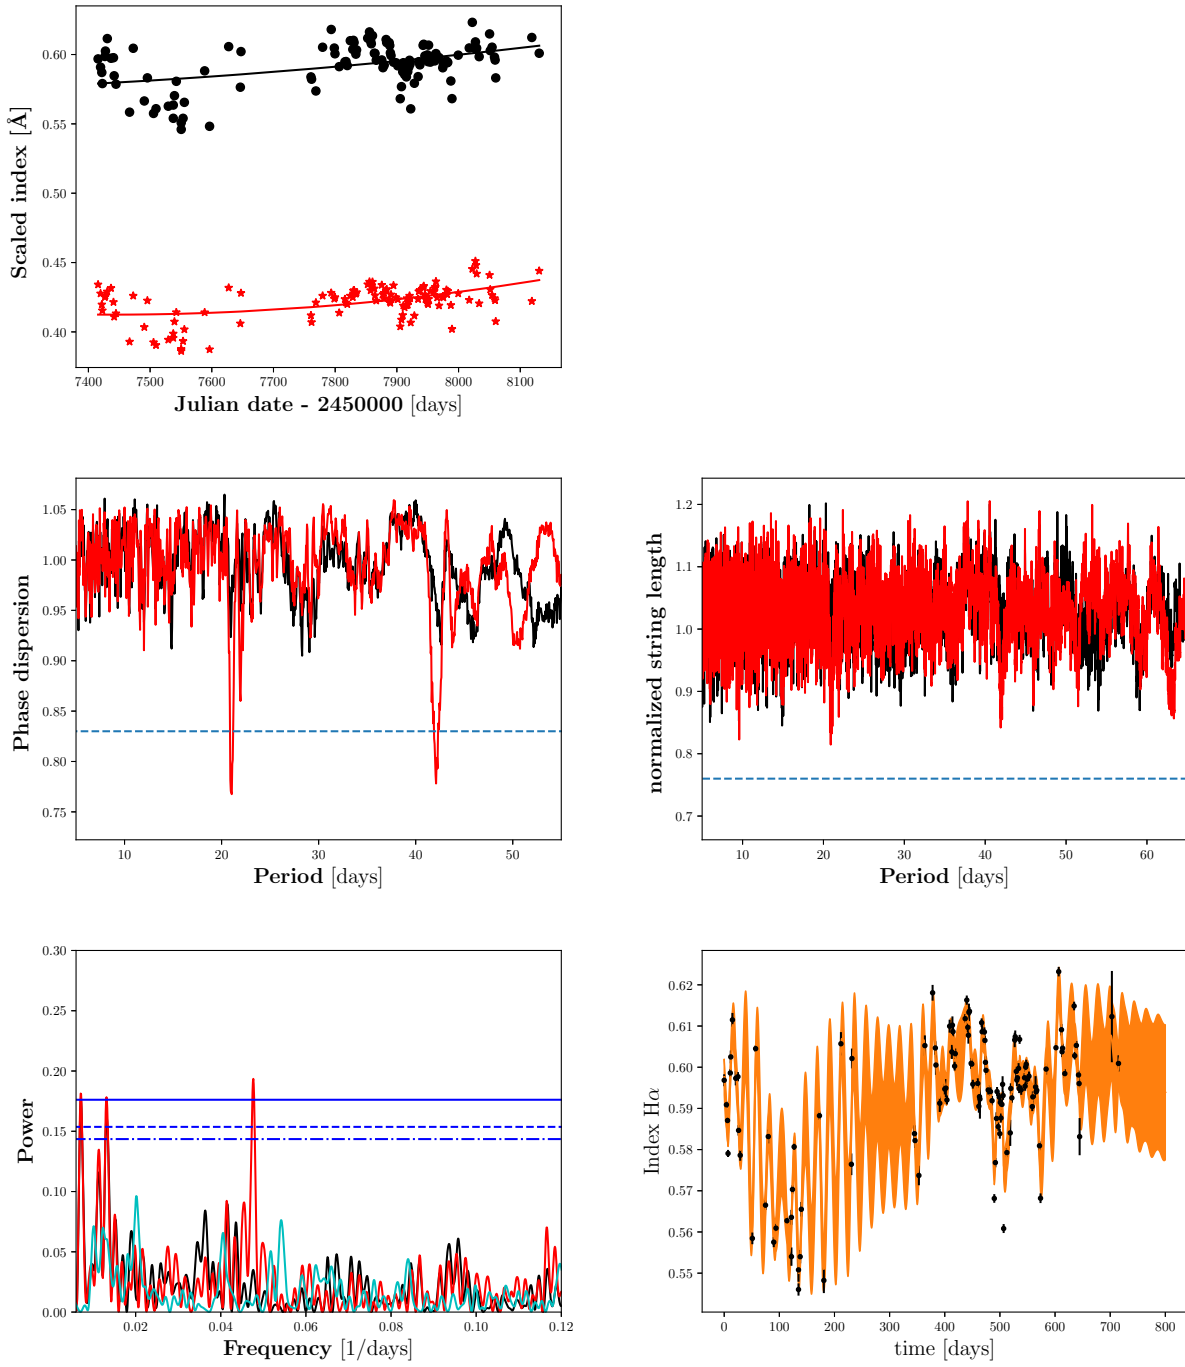 0.60
0.55
0.50
0.45
0.40
Scaled index [Å]
7400 7500 7600 7700 7800 7900 8000 8100
Julian date - 2450000 [days]
1.05
1.00
0.95
0.90
0.85
0.80
0.75
Phase dispersion
10 20 30 40 50
Period [days]
1.2
1.1
1.0
0.9
0.8
0.7
normalized string length
10 20 30 40 50 60
Period [days]
0.30
0.25
0.20
0.15
0.10
0.05
0.00
Power
0.02 0.04 0.06 0.08 0.10 0.12
Frequency [1/days]
0.62
0.61
0.60
0.59
0.58
0.57
0.56
0.55
Index Hα
0 100 200 300 400 500 600 700 800
time [days]